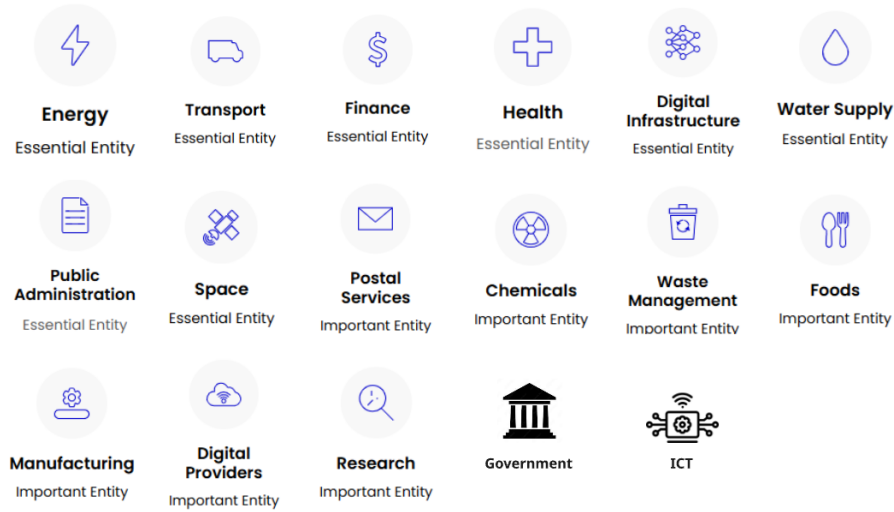 Energy
Essential Entity
Transport
Essential Entity
Finance
Essential Entity
Health
Essential Entity
Digital
Infrastructure
Essential Entity
Water Supply
Essential Entity
Public
Administration
Essential Entity
Space
Essential Entity
Postal
Services
Important Entity
Chemicals
Important Entity
Waste
Management
Important Entity
Foods
Important Entity
Manufacturing
Important Entity
Digital
Providers
Important Entity
Research
Important Entity
Government
ICT